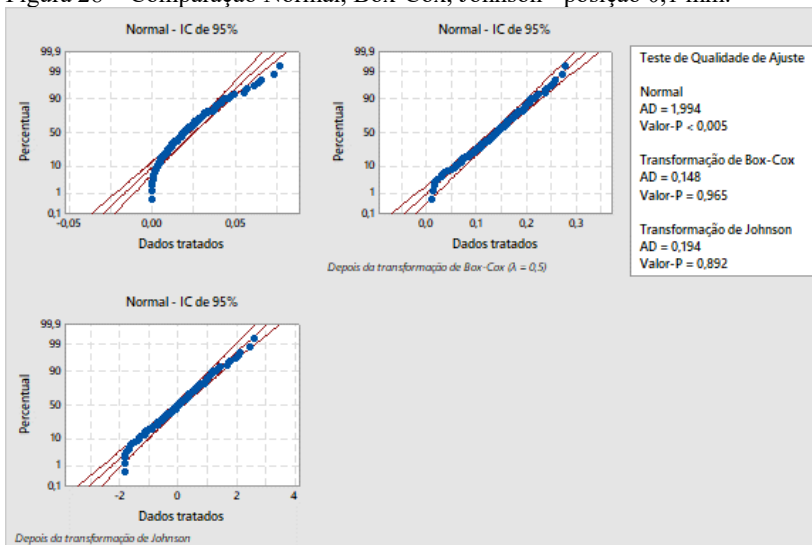 Figura 28 – Comparação Normal, Box-Cox, Johnson - posição 0,1 mm.
Normal - IC de 95%
Percentual
99,9
99
90
50
10
1
0,1
-0,05
0,00
0,05
Dados tratados
Normal - IC de 95%
Percentual
99,9
99
90
50
10
1
0,1
0,0
0,1
0,2
0,3
Dados tratados
Depois da transformação de Box-Cox (λ = 0,5)
Teste de Qualidade de Ajuste
Normal
AD = 1,994
Valor-P < 0,005
Transformação de Box-Cox
AD = 0,148
Valor-P = 0,965
Transformação de Johnson
AD = 0,194
Valor-P = 0,892
Normal - IC de 95%
Percentual
99,9
99
90
50
10
1
0,1
-2
0
2
4
Dados tratados
Depois da transformação de Johnson